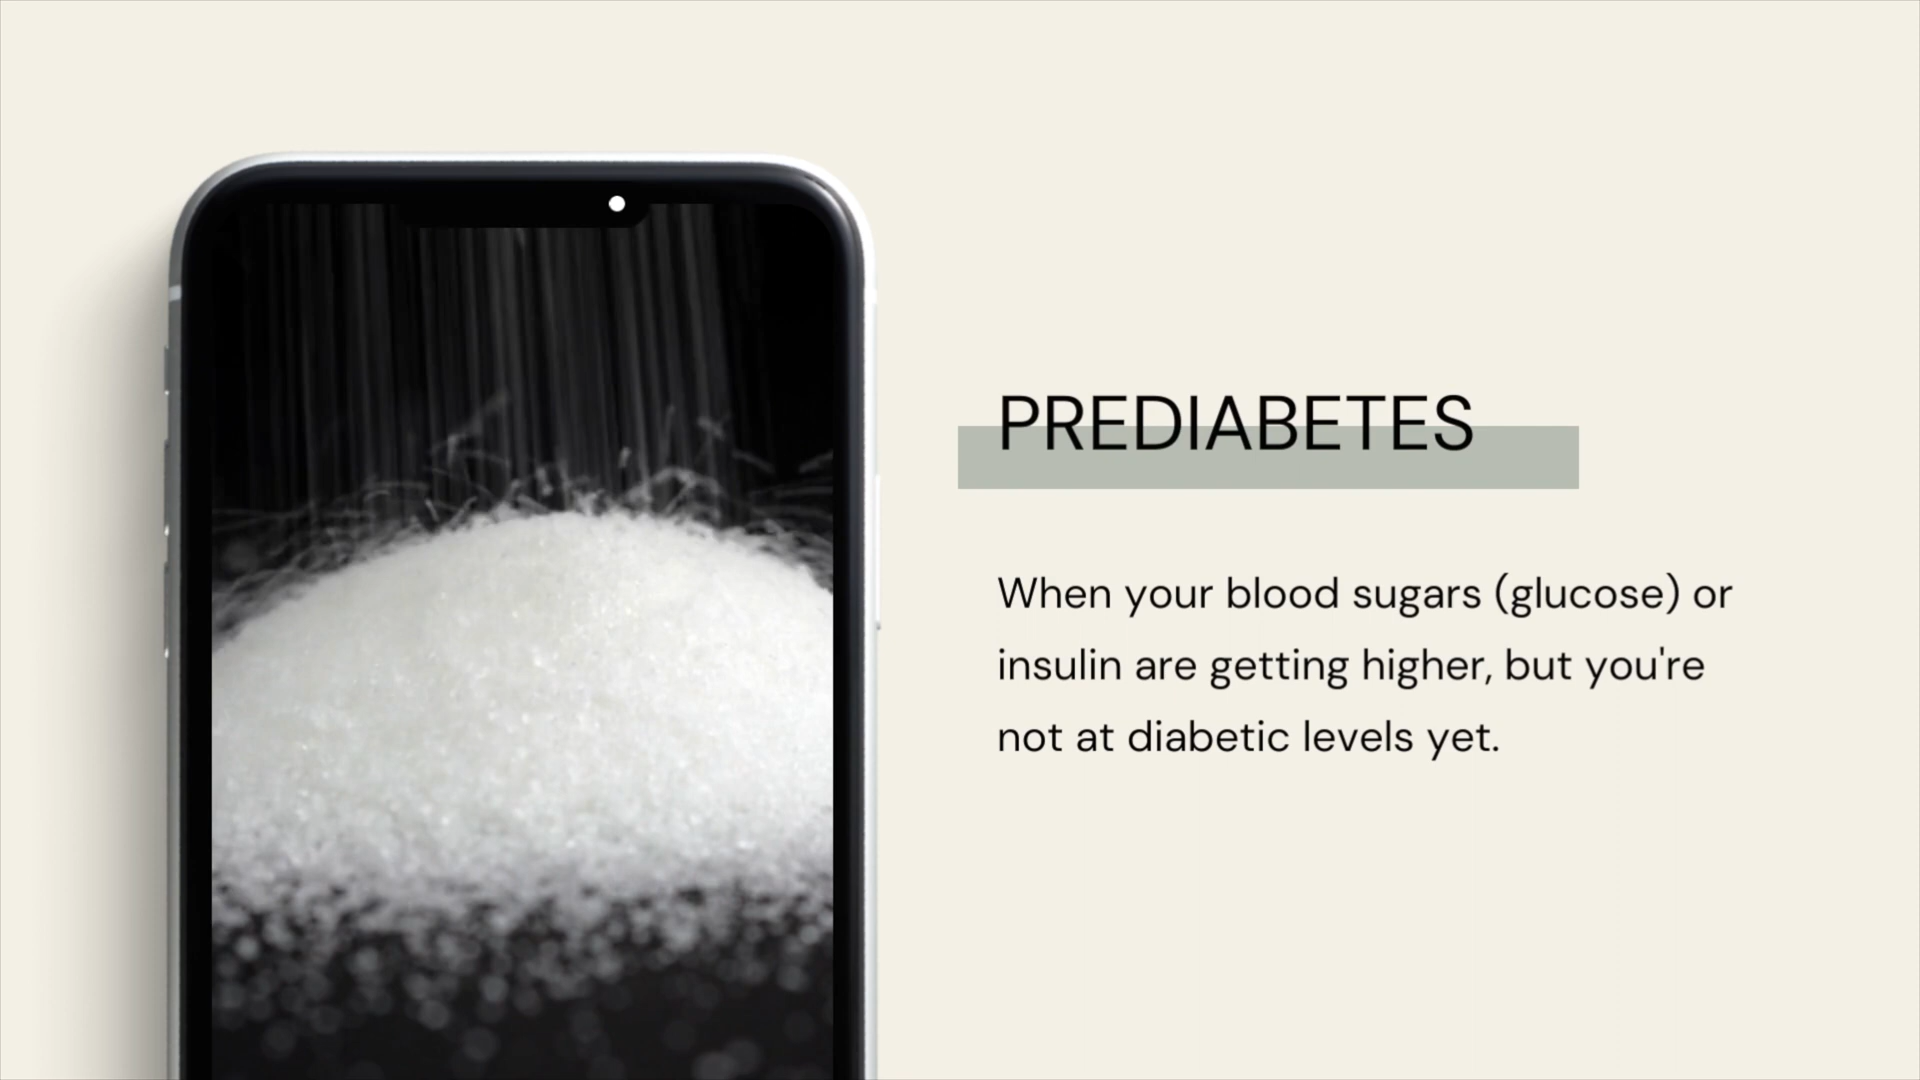 PREDIABETES
When your blood sugars (glucose) or
insulin are getting higher, but you're
not at diabetic levels yet.